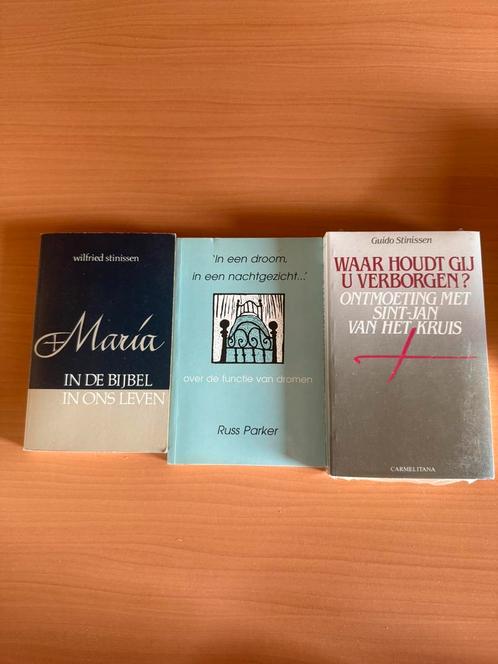 wilfried stinissen
María
IN DE BIJBEL
IN ONS LEVEN
'In een droom,
in een nachtgezicht...'
over de functie van dromen
Russ Parker
Guido Stinissen
WAAR HOUDT GIJ
U VERBORGEN?
ONTMOETING MET
SINT-JAN
VAN HET KRUIS
CARMELITANA